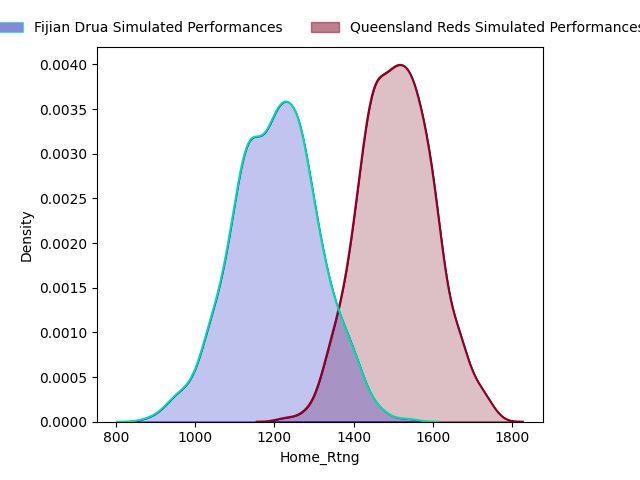 Fijian Drua Simulated Performances Queensland Reds Simulated Performances
0.0040
0.0035
0.0030
0.0025
0.0020
0.0015
0.0010
0.0005
0.0000
Density
800 1000 1200 1400 1600 1800
Home_Rtng